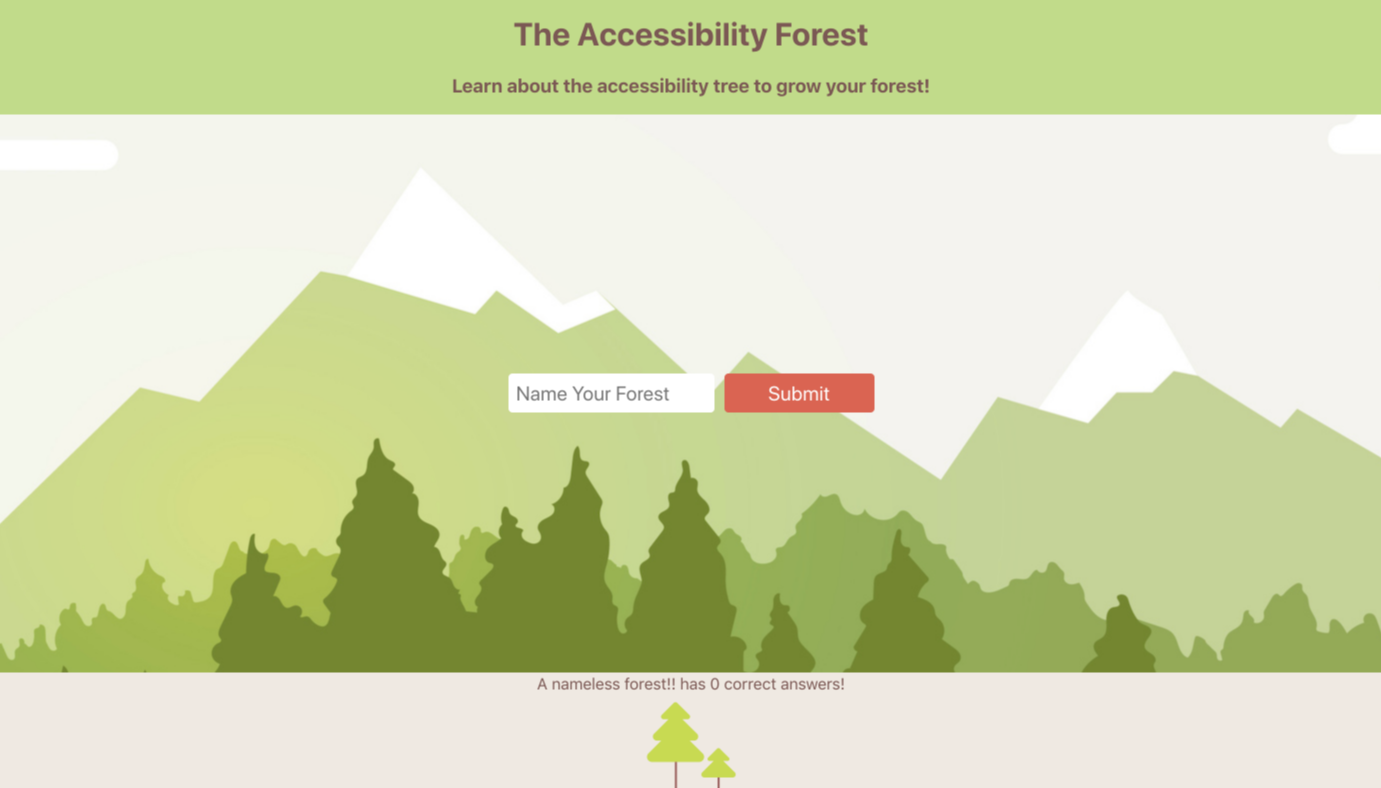 The Accessibility Forest
Learn about the accessibility tree to grow your forest!
Name Your Forest
Submit
A nameless forest!! has 0 correct answers!